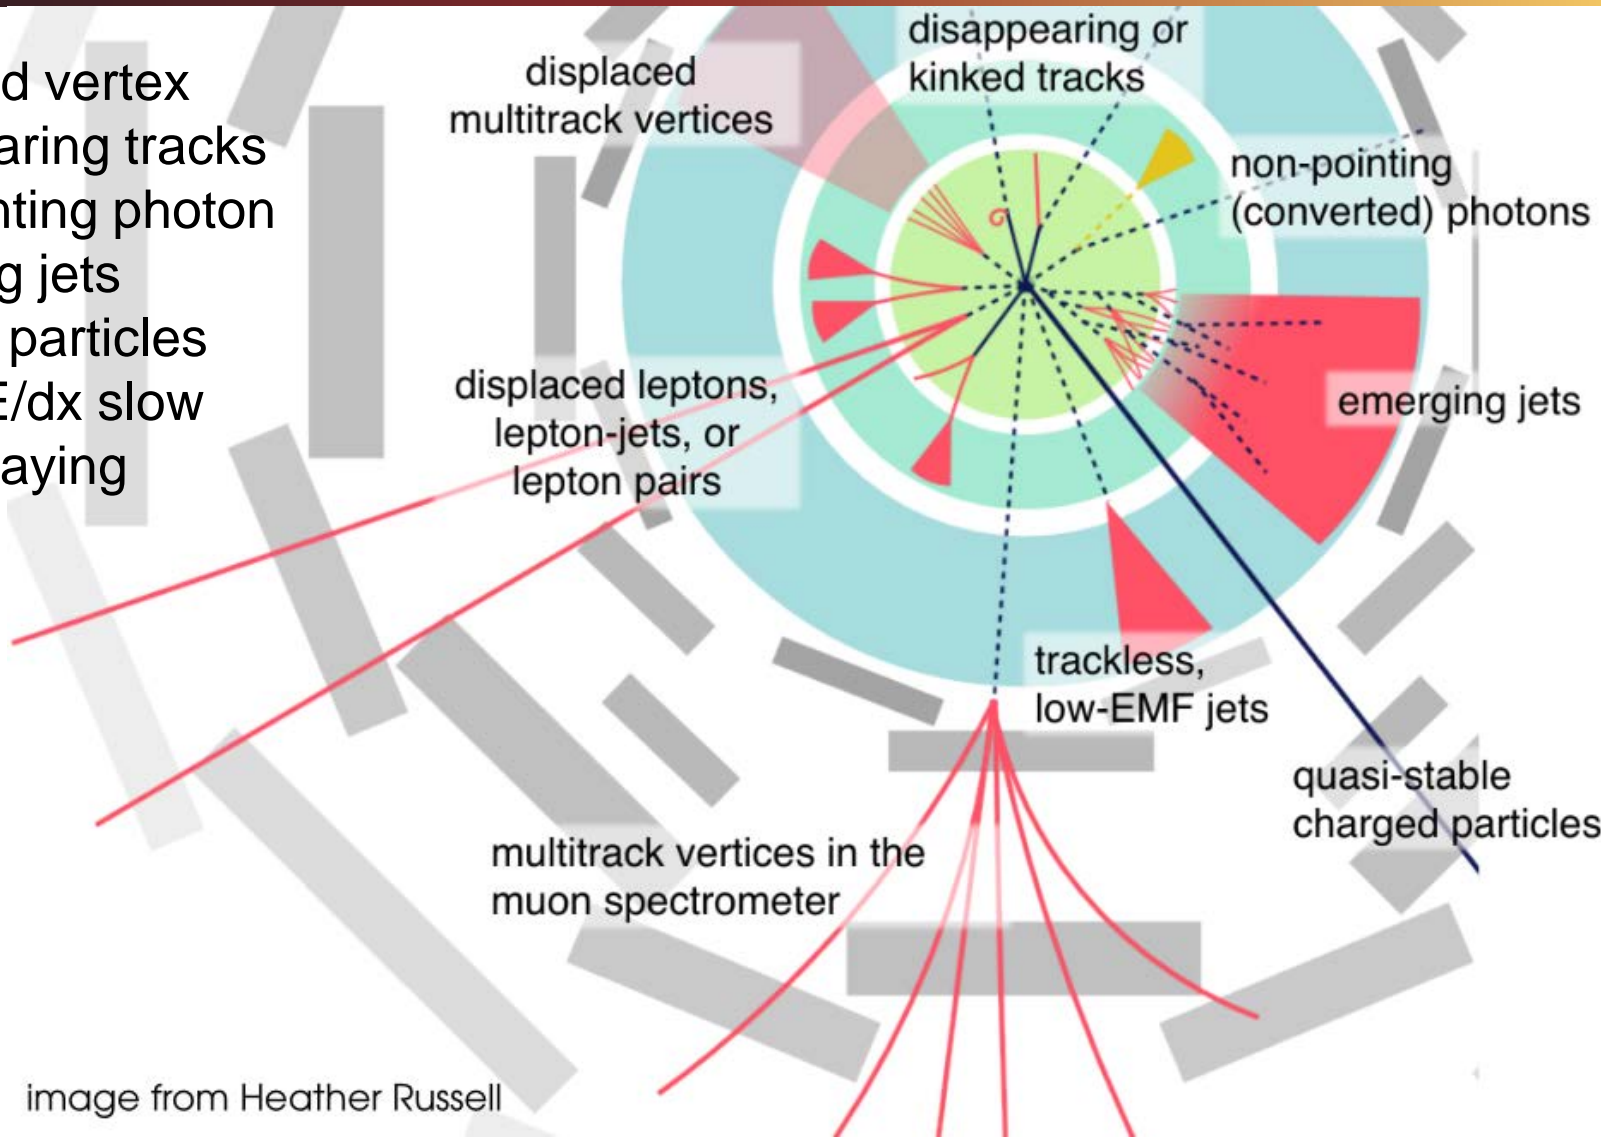 d vertex
aring tracks
nting photon
g jets
particles
E/dx slow
aying
displaced
multitrack vertices
disappearing or
kinked tracks
non-pointing
(converted) photons
displaced leptons,
lepton-jets, or
lepton pairs
emerging jets
trackless,
low-EMF jets
quasi-stable
charged particles
multitrack vertices in the
muon spectrometer
image from Heather Russell